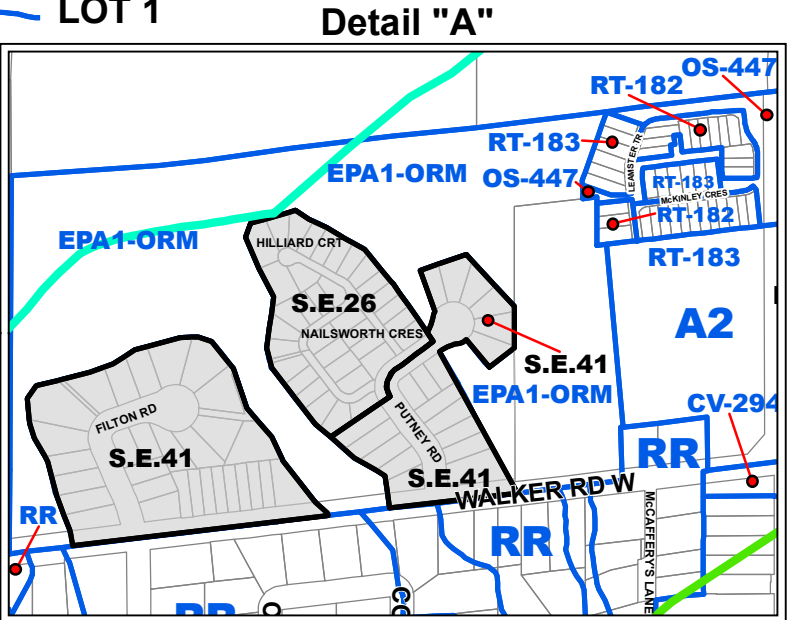 LOT 1
Detail "A"
OS-447
RT-182
RT-183
EPA1-ORM
OS-447
LEAMSTER TR
RT-183
McKINLEY CRES
RT-182
EPA1-ORM
HILLIARD CRT
RT-183
S.E.26
A2
NAILSWORTH CRES
S.E.41
EPA1-ORM
CV-294
FILTON RD
PUTNEY RD
S.E.41
RR
S.E.41
WALKER RD W
RR
McCAFFERY'S LANE
RR
RR